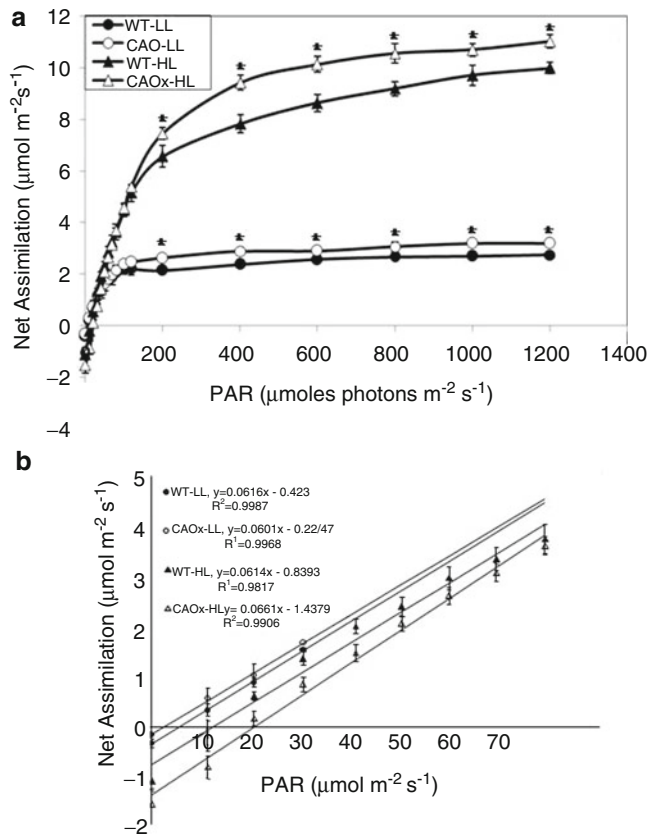 a
WT-LL
CAO-LL
WT-HL
CAOx-HL
Net Assimilation (μmol m-2s-1)
12
10
8
6
4
2
0
−2
−4
200 400 600 800 1000 1200 1400
PAR (μmoles photons m-2 s-1)
b
WT-LL, y=0.0616x - 0.423
R2=0.9987
CAOx-LL, y=0.0601x - 0.22/47
R1=0.9968
WT-HL, y=0.0614x - 0.8393
R1=0.9817
CAOx-HLy= 0.0661x - 1.4379
R2=0.9906
Net Assimilation (μmol m-2 s-1)
5
4
3
2
1
0
−1
−2
10 20 30 40 50 60 70
PAR (μmol m-2 s-1)